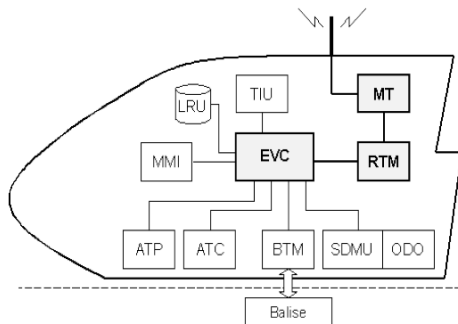 LRU
TIU
MT
MMI
EVC
RTM
ATP
ATC
BTM
SDMU
ODO
Balise